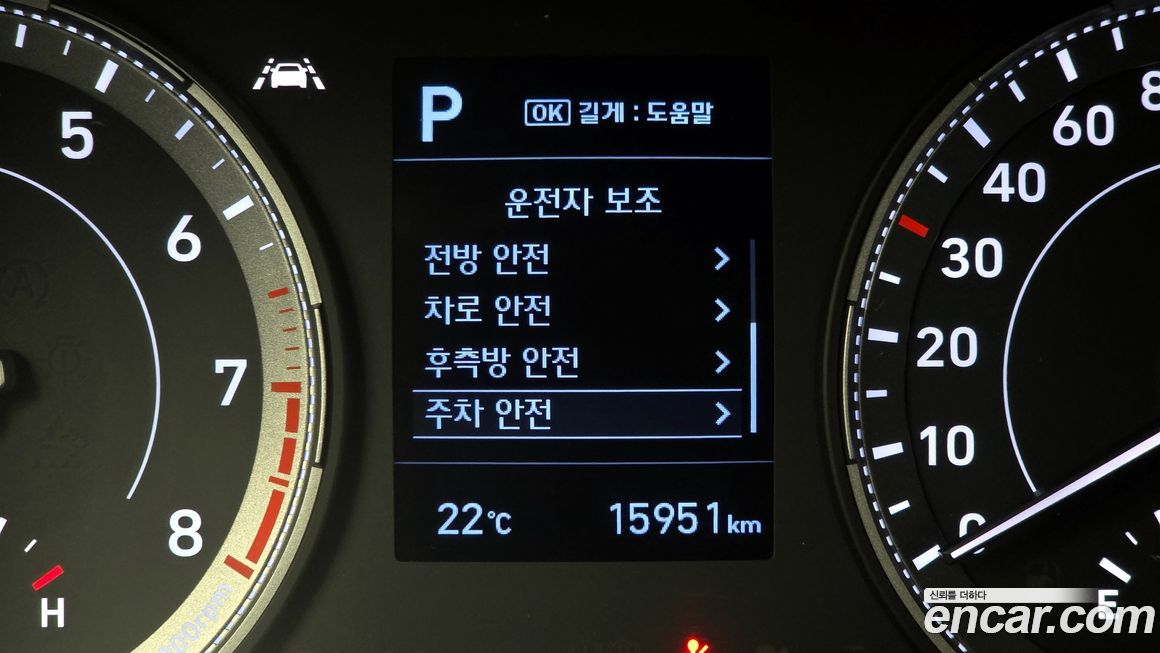 P
OK 길게 : 도움말
운전자 보조
전방 안전
차로 안전
후측방 안전
주차 안전
22°C
15951 km
5
6
7
8
H
80
60
40
30
20
10
0
E
신뢰를 더하다
encar.com